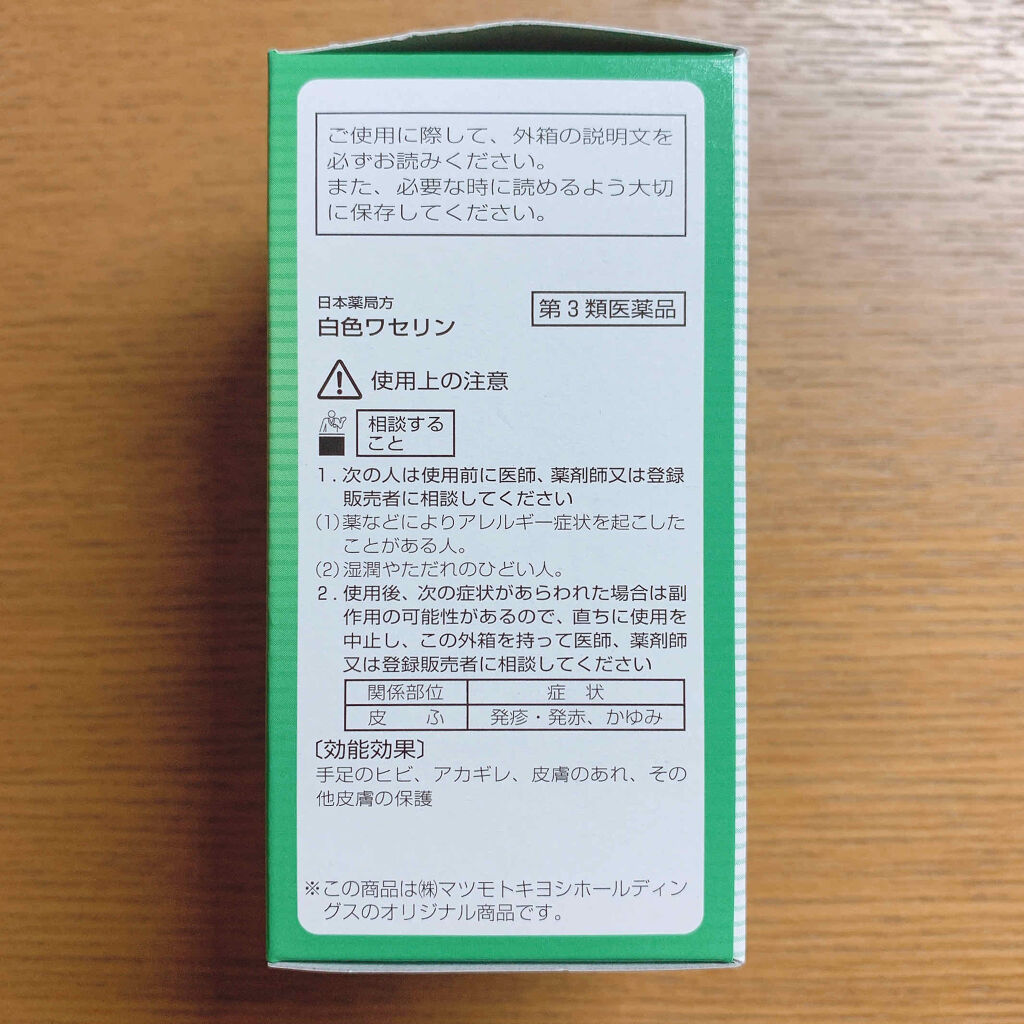 ご使用に際して、外箱の説明文を
必ずお読みください。
また、必要な時に読めるよう大切
に保存してください。
日本薬局方
白色ワセリン
第3類医薬品
使用上の注意
相談する
こと
1.次の人は使用前に医師、薬剤師又は登録
販売者に相談してください
(1)薬などによりアレルギー症状を起こした
ことがある人。
(2)湿潤やただれのひどい人。
2.使用後、次の症状があらわれた場合は副
作用の可能性があるので、直ちに使用を
中止し、この外箱を持って医師、薬剤師
又は登録販売者に相談してください
関係部位 症 状
皮 ふ 発疹・発赤、かゆみ
〔効能効果〕
手足のヒビ、アカギレ、皮膚のあれ、その
他皮膚の保護
※この商品は㈱マツモトキヨシホールディン
グスのオリジナル商品です。